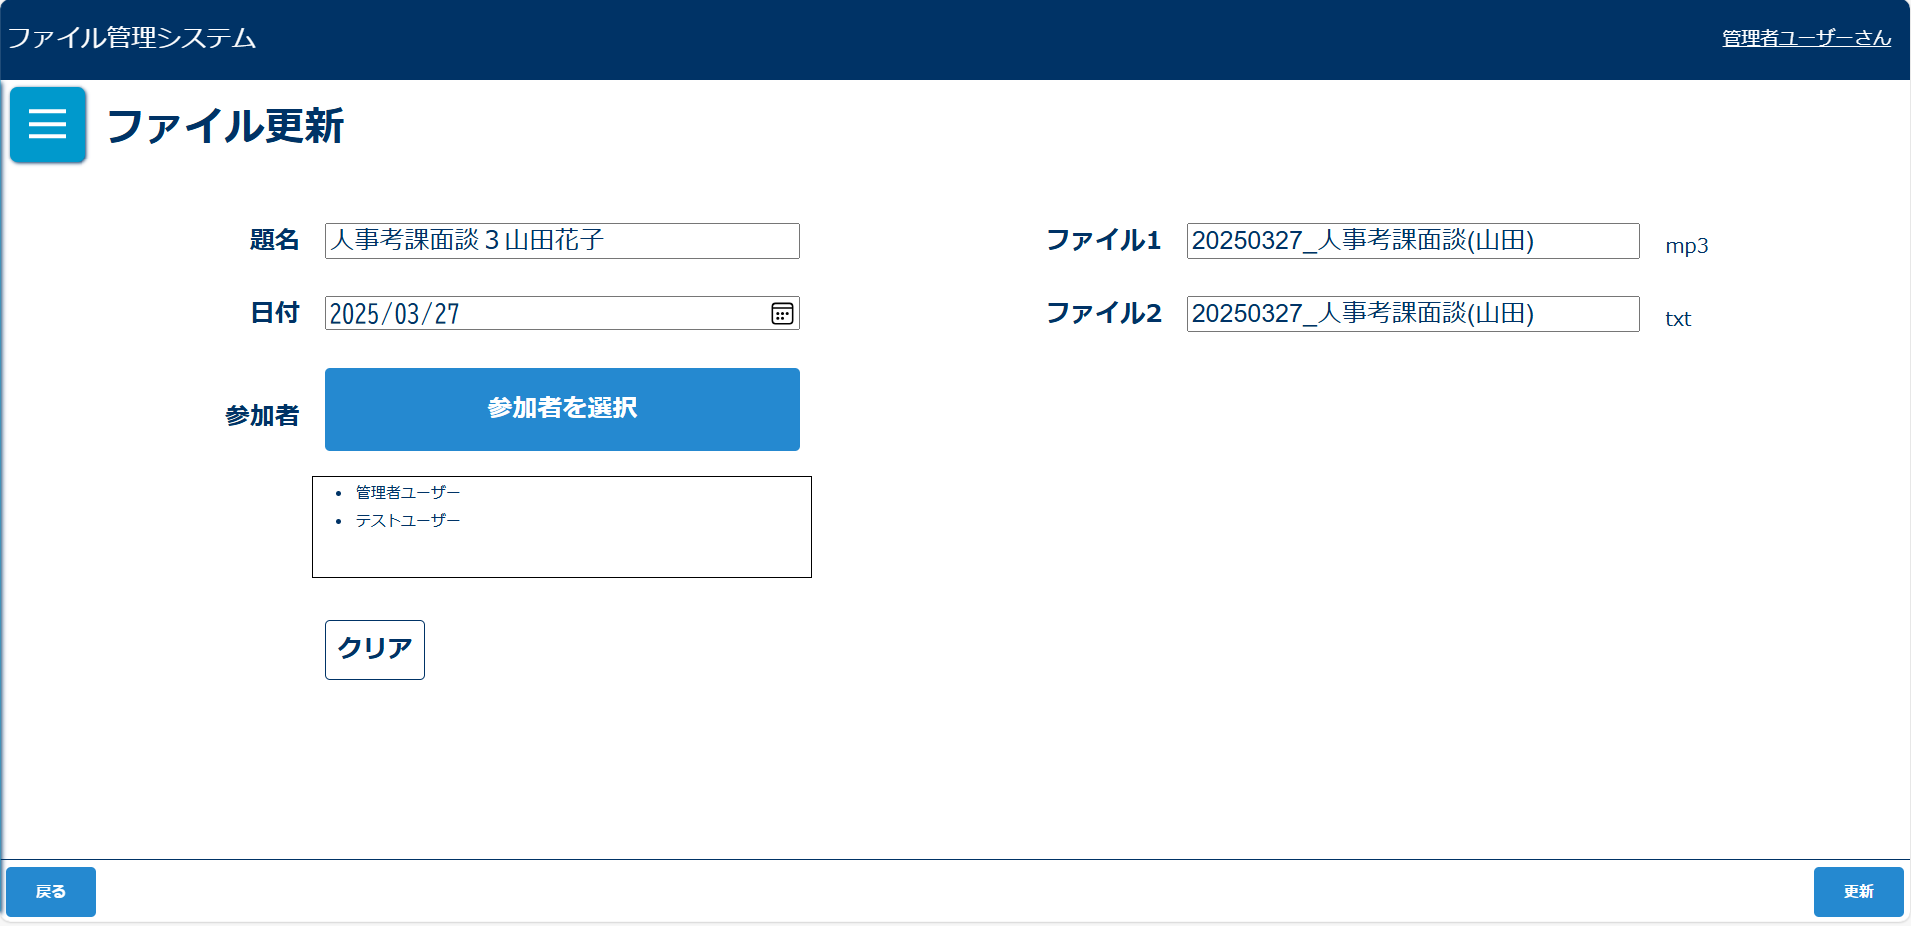 ファイル管理システム
管理者ユーザーさん
ファイル更新
題名
人事考課面談３山田花子
日付
2025/03/27
参加者
参加者を選択
管理者ユーザー
テストユーザー
クリア
ファイル1
20250327_人事考課面談(山田)
mp3
ファイル2
20250327_人事考課面談(山田)
txt
戻る
更新